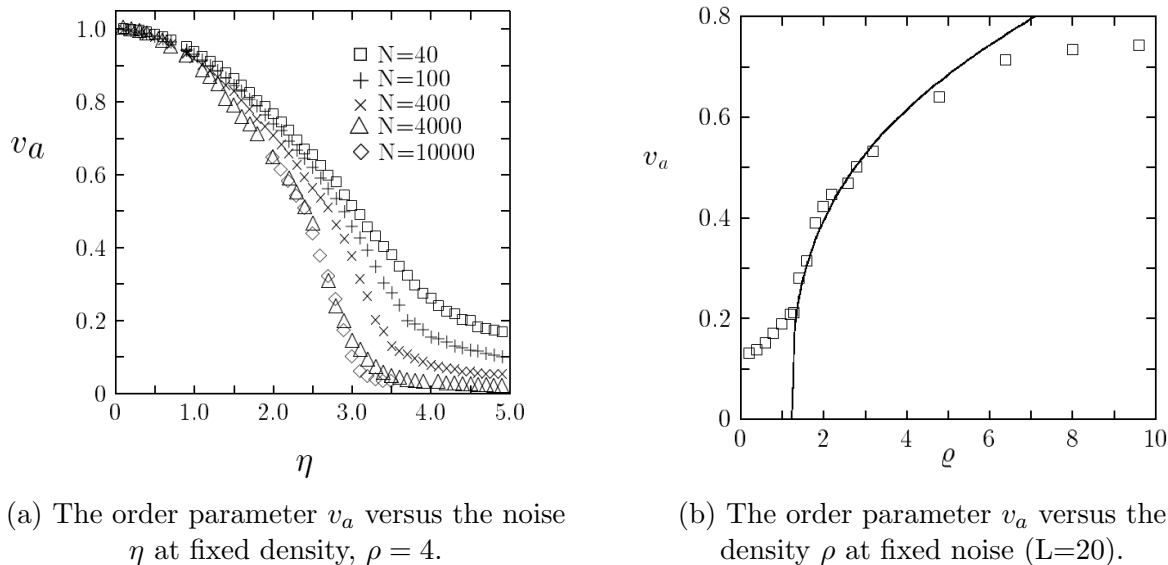 1.0
0.8
0.6
0.4
0.2
0
v_a
□ N=40
+ N=100
× N=400
△ N=4000
◇ N=10000
0 1.0 2.0 3.0 4.0 5.0
η
0.8
0.6
v_a
0.4
0.2
0
0 2 4 6 8 10
ϱ
(a) The order parameter v_a versus the noise
η at fixed density, ρ = 4.
(b) The order parameter v_a versus the
density ρ at fixed noise (L=20).